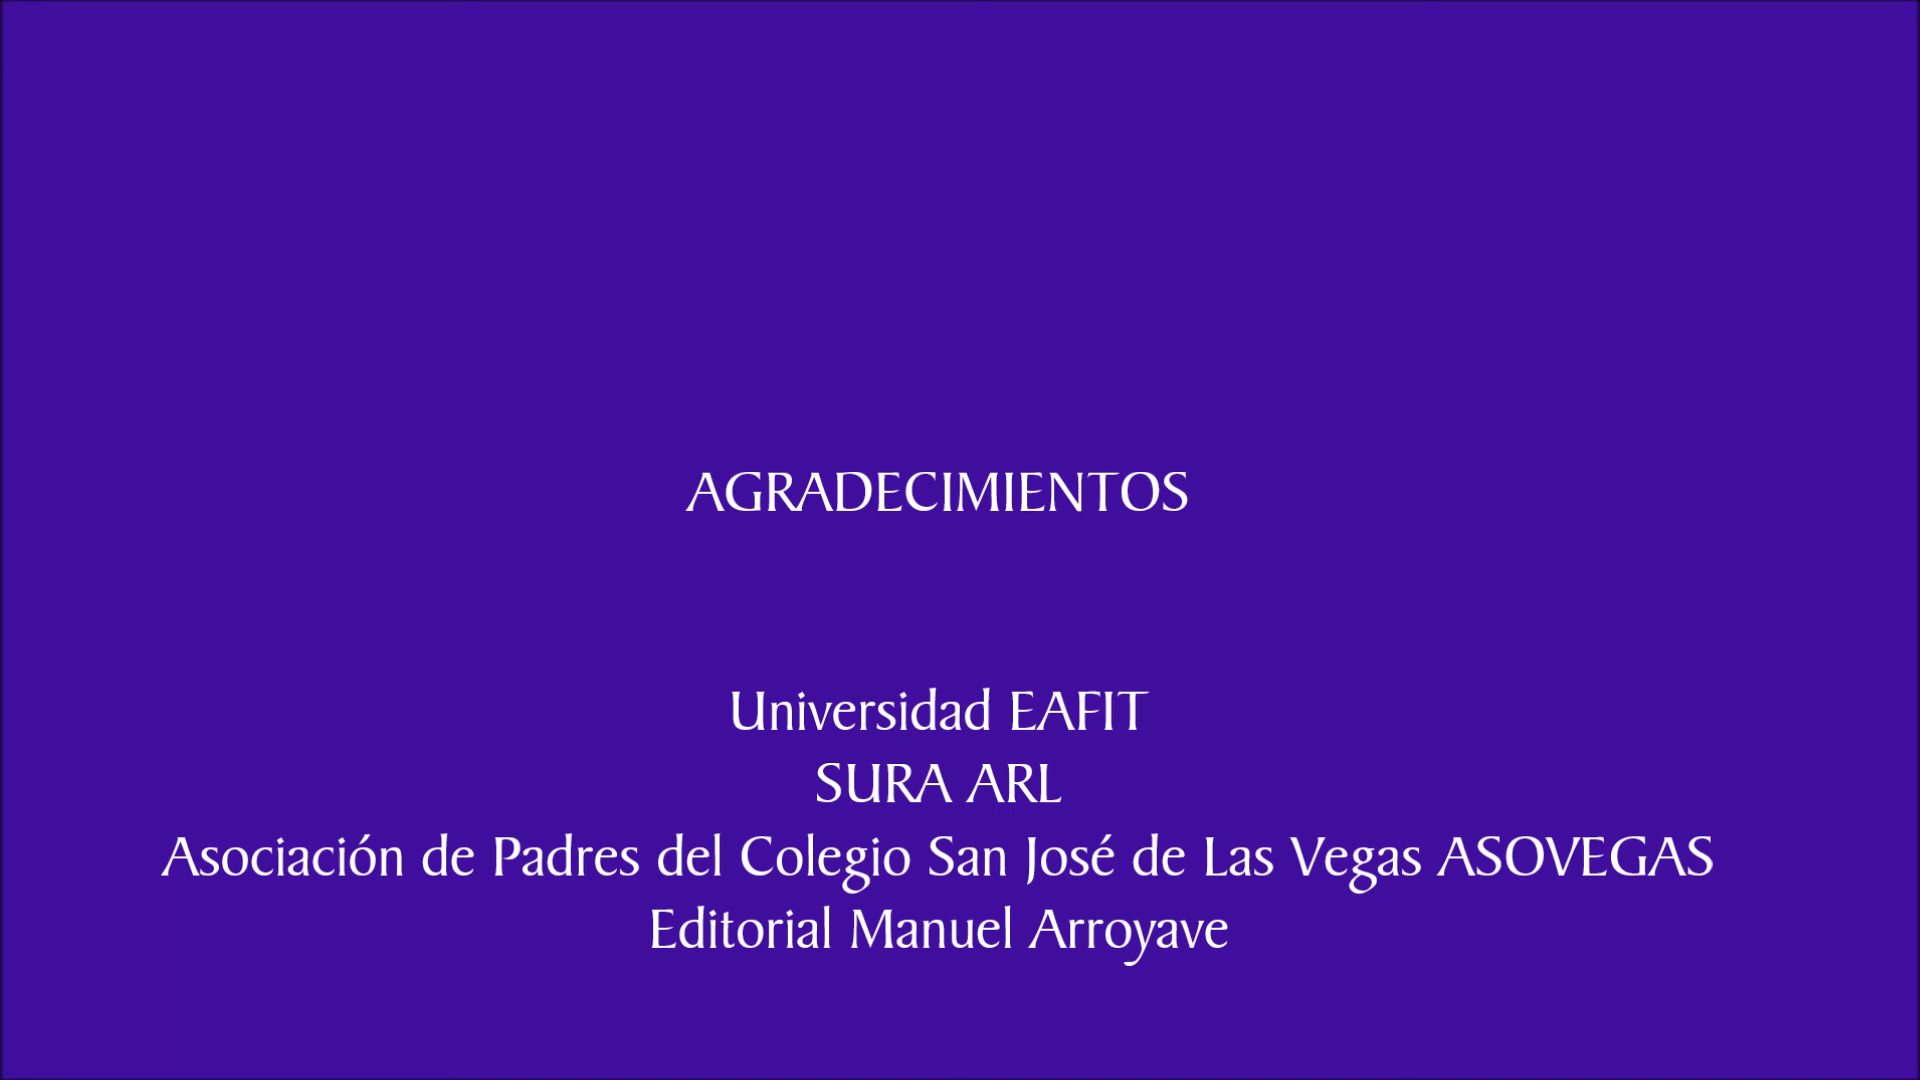 AGRADECIMIENTOS
Universidad EAFIT
SURA ARL
Asociación de Padres del Colegio San José de Las Vegas ASOVEGAS
Editorial Manuel Arroyave